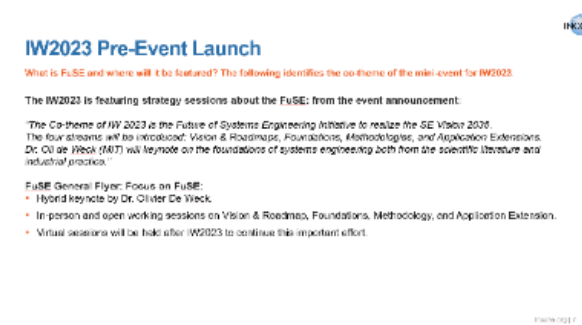 IW2023 Pre-Event Launch
What is FuSE and where will it be featured? The following identifies the co-theme of the mini-event for IW2023.
The IW2023 is featuring strategy sessions about the FuSE: from the event announcement:
"The Co-theme of IW 2023 is the Future of Systems Engineering Initiative to realize the SE Vision 2035.
The four streams will be introduced: Vision & Roadmaps, Foundations, Methodologies, and Application Extensions.
Dr. Oli de Weck (MIT) will keynote on the foundations of systems engineering both from the scientific literature and
industrial practice."
FuSE General Flyer: Focus on FuSE:
• Hybrid keynote by Dr. Olivier De Weck.
• In-person and open working sessions on Vision & Roadmap, Foundations, Methodology, and Application Extension.
• Virtual sessions will be held after IW2023 to continue this important effort.